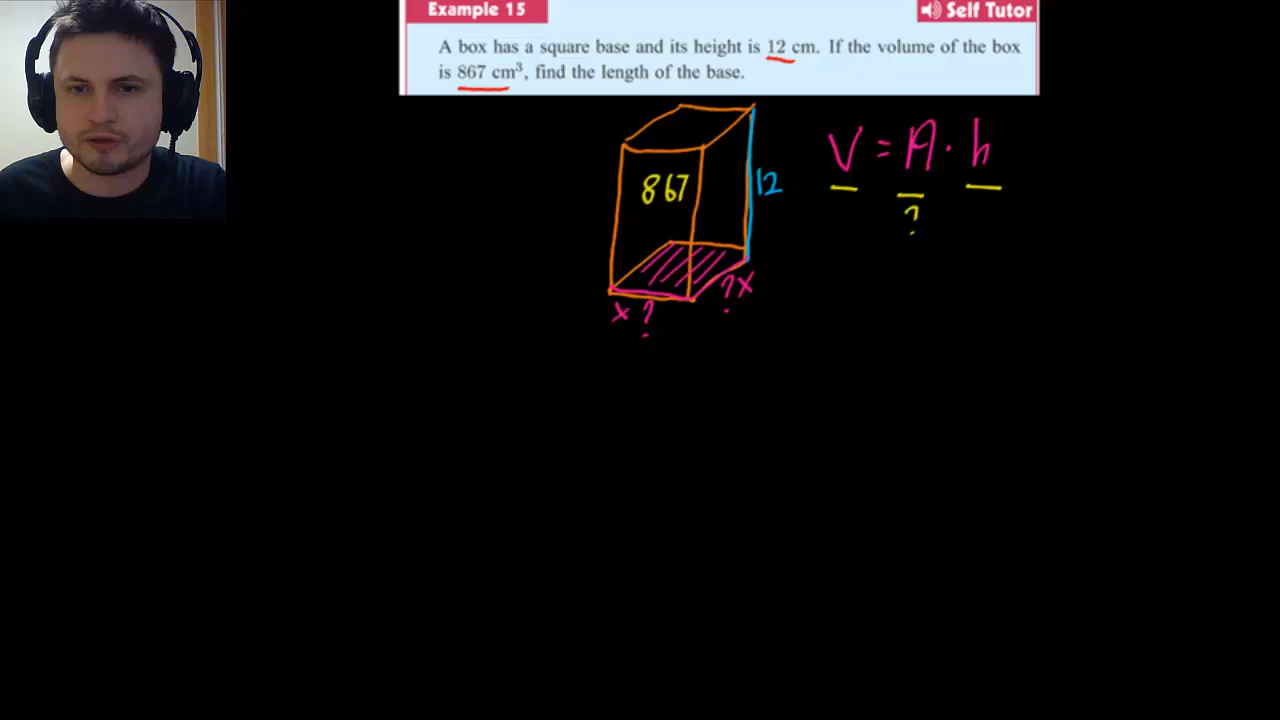 Example 15
Self Tutor
A box has a square base and its height is 12 cm. If the volume of the box
is 867 cm³, find the length of the base.
V = A · h
?
867
12
x ?
? x